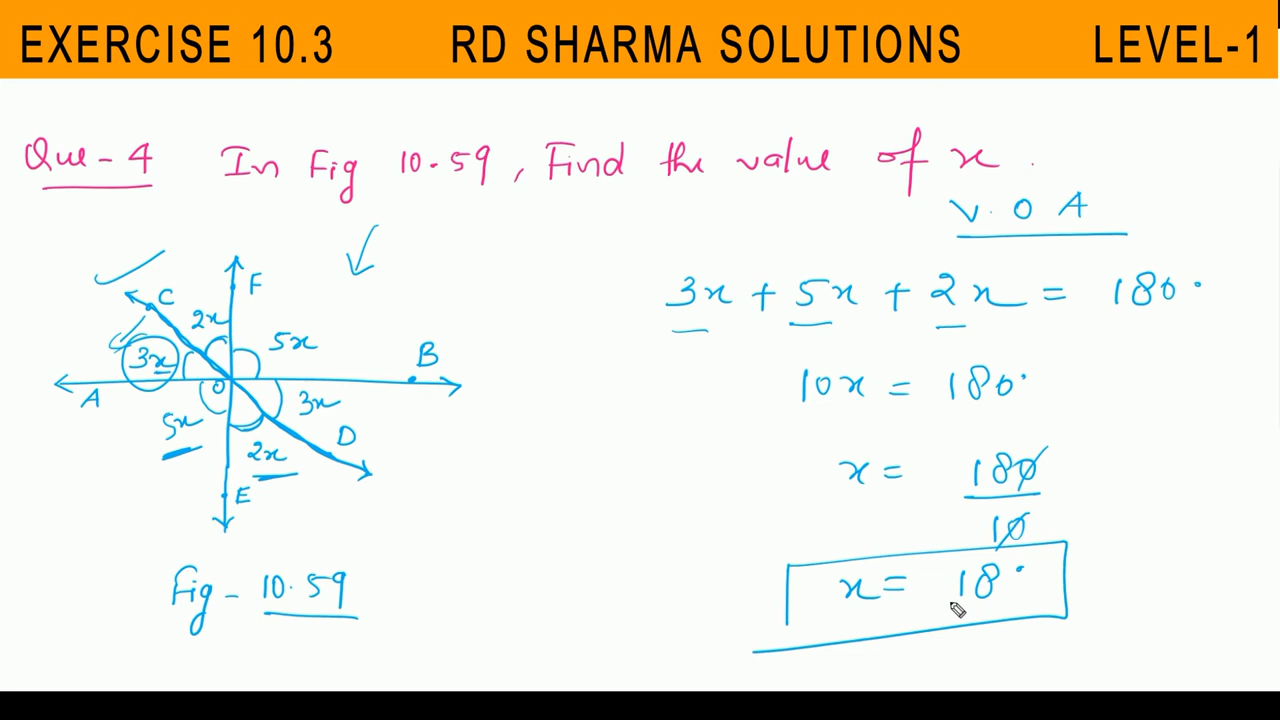 EXERCISE 10.3 RD SHARMA SOLUTIONS LEVEL-1
Que-4 In Fig 10.59, Find the value of x.
V.O A
3x + 5x + 2x = 180°
10x = 180°
x = 180
10
x = 18°
F
C
2x
5x
3x
B
O
A
3x
5x
D
2x
E
Fig - 10.59